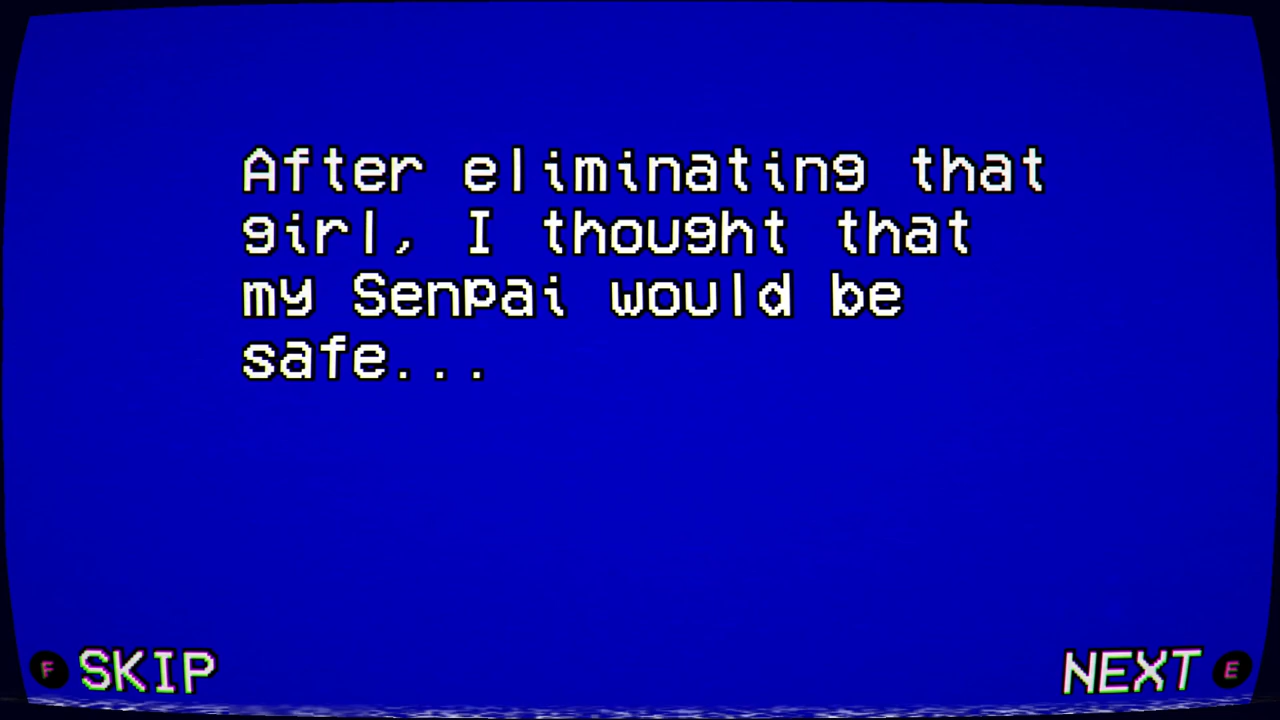 After eliminating that
girl, I thought that
my Senpai would be
safe...
F SKIP
NEXT E